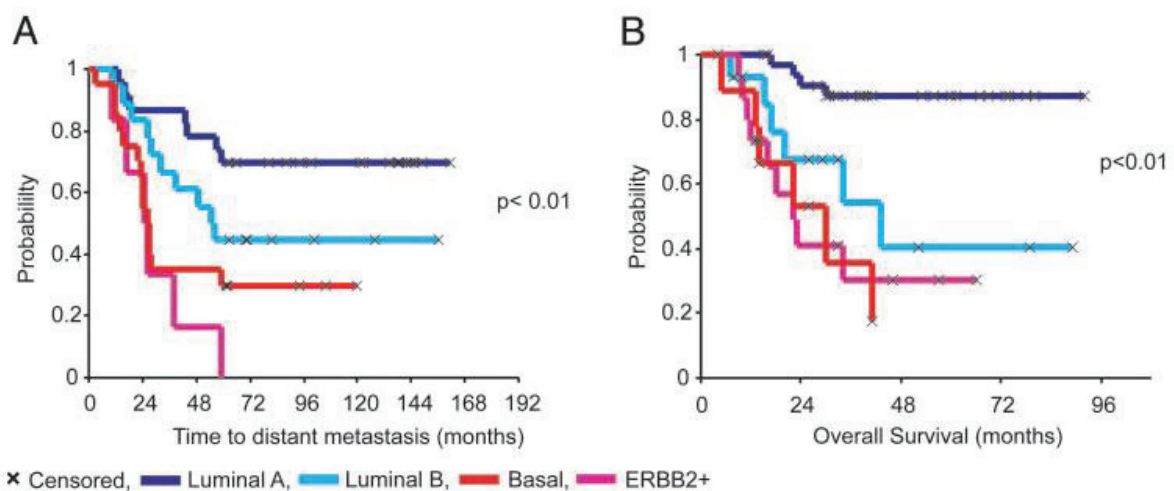 A
B
1
0.8
0.6
0.4
0.2
0
Probability
p< 0.01
0 24 48 72 96 120 144 168 192
Time to distant metastasis (months)
1
0.8
0.6
0.4
0.2
0
Probability
p<0.01
0 24 48 72 96
Overall Survival (months)
× Censored, Luminal A, Luminal B, Basal, ERBB2+